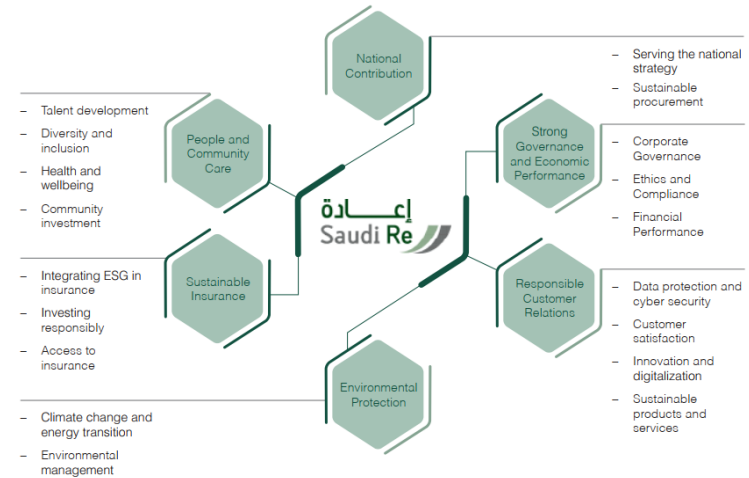 National
Contribution
– Serving the national
strategy
– Sustainable
procurement
People and
Community
Care
– Talent development
– Diversity and
inclusion
– Health and
wellbeing
– Community
investment
Strong
Governance
and Economic
Performance
– Corporate
Governance
– Ethics and
Compliance
– Financial
Performance
إعـــادة
Saudi Re
Sustainable
Insurance
– Integrating ESG in
insurance
– Investing
responsibly
– Access to
insurance
Responsible
Customer
Relations
– Data protection and
cyber security
– Customer
satisfaction
– Innovation and
digitalization
– Sustainable
products and
services
Environmental
Protection
– Climate change and
energy transition
– Environmental
management